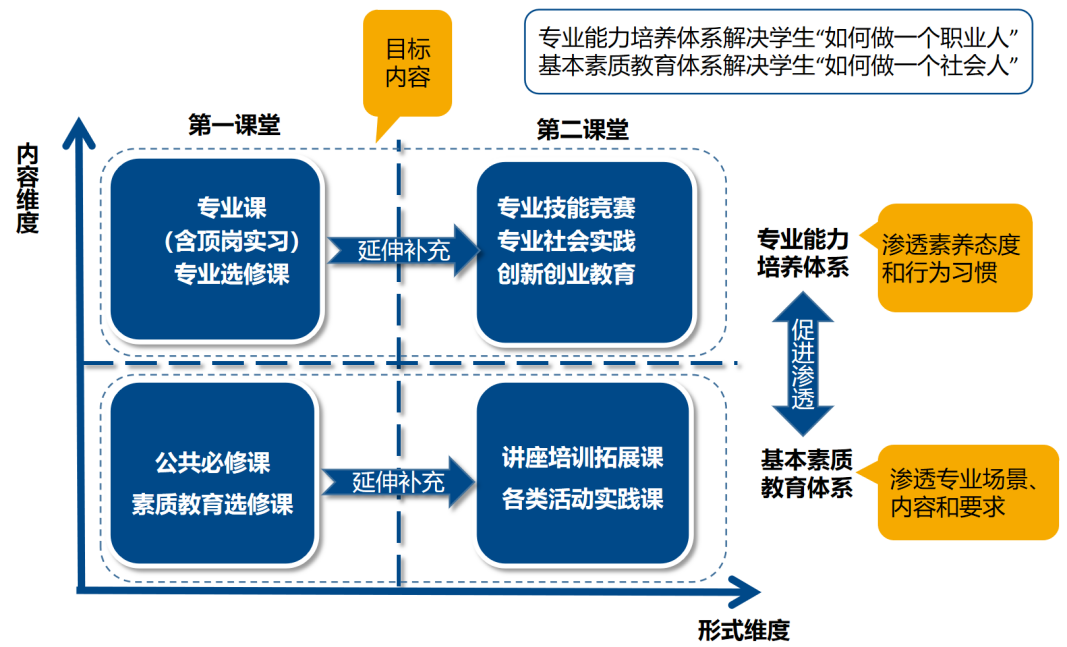 目标
内容
专业能力培养体系解决学生“如何做一个职业人”
基本素质教育体系解决学生“如何做一个社会人”
第一课堂
第二课堂
内容维度
专业课
（含顶岗实习）
专业选修课
延伸补充
专业技能竞赛
专业社会实践
创新创业教育
专业能力
培养体系
渗透素养态度
和行为习惯
促进渗透
公共必修课
素质教育选修课
延伸补充
讲座培训拓展课
各类活动实践课
基本素质
教育体系
渗透专业场景、
内容和要求
形式维度